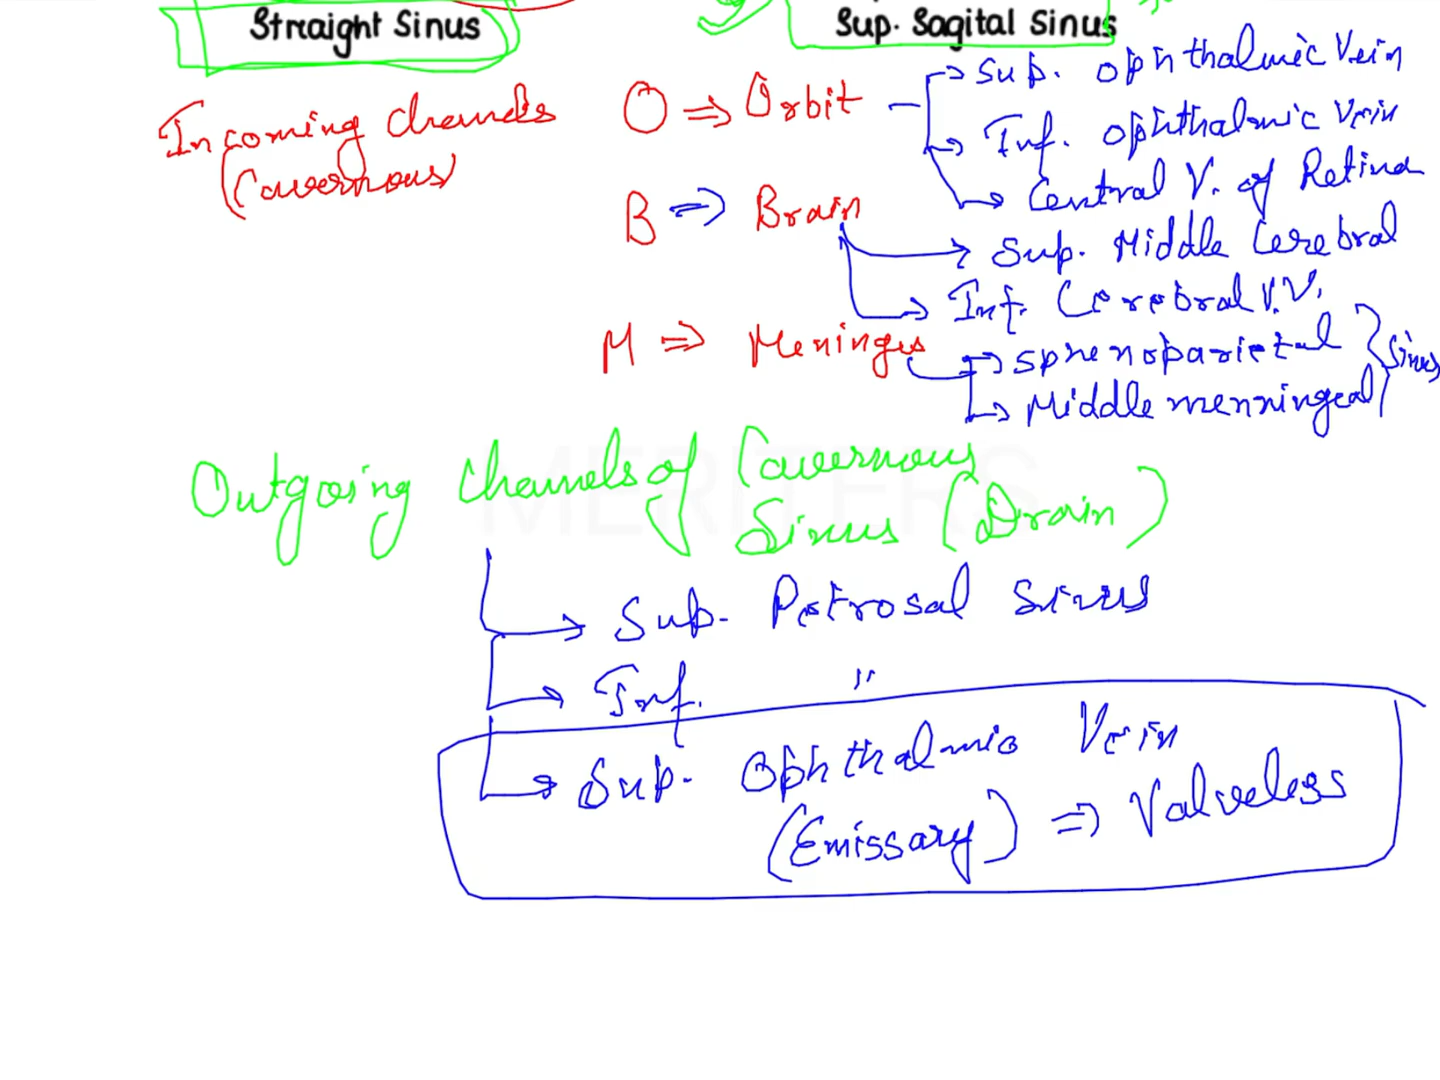 Straight Sinus
Sup. Sagital Sinus
Incoming channels
(Cavernous)
O ⇒ Orbit
→ Sup. ophthalmic Vein
→ Inf. ophthalmic Vein
→ Central V. of Retina
B ⇒ Brain
→ Sup. Middle Cerebral
→ Inf. Cerebral V.V.
M ⇒ Meninges
→ sphenoparietal } sinus
→ Middle menningeal
Outgoing channels of Cavernous
Sinus (Drain)
→ Sup. Petrosal Sinus
→ Inf. "
→ Sup. Ophthalmic Vein
(Emissary) ⇒ Valveless
MERITERS